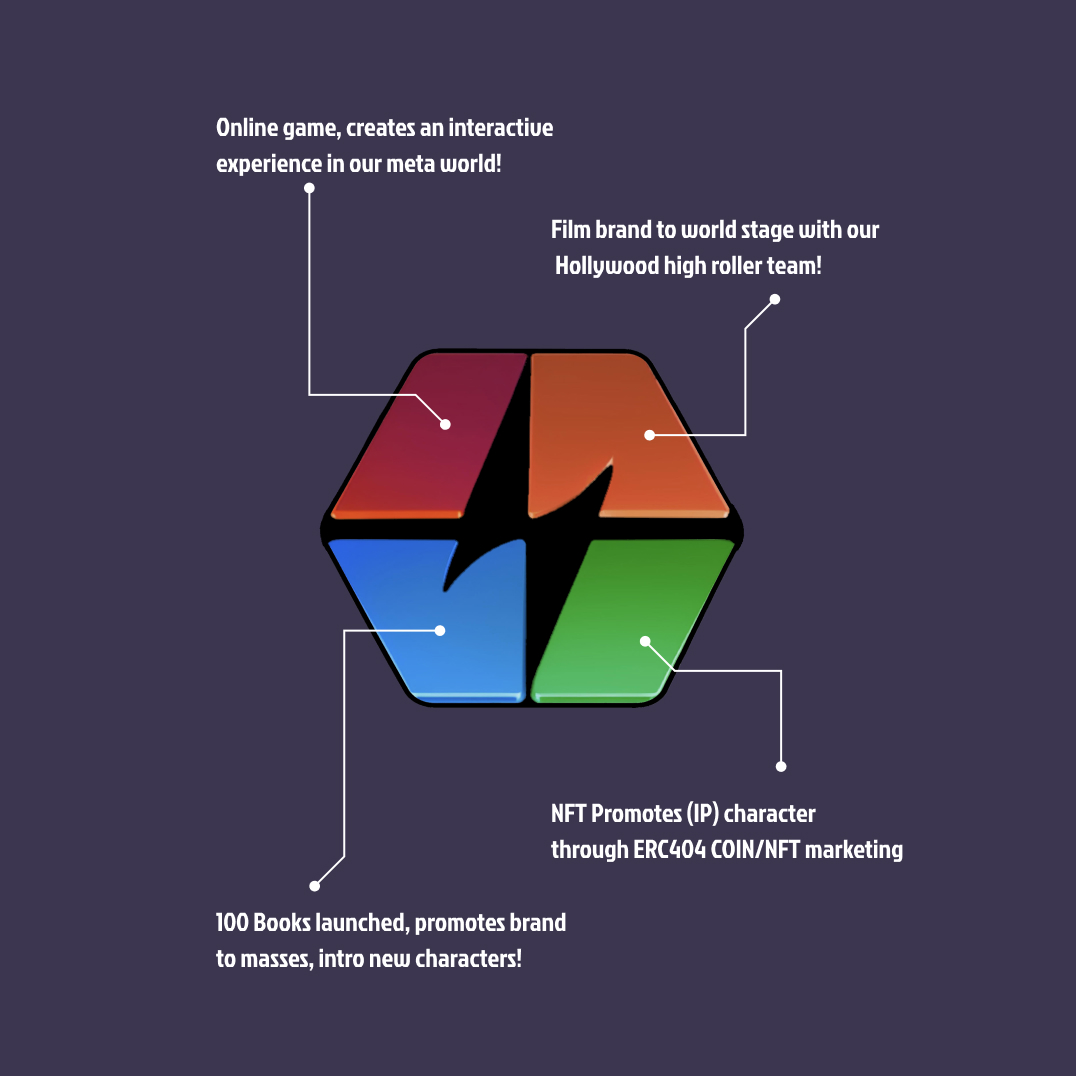 Online game, creates an interactive
experience in our meta world!
Film brand to world stage with our
Hollywood high roller team!
NFT Promotes (IP) character
through ERC404 COIN/NFT marketing
100 Books launched, promotes brand
to masses, intro new characters!